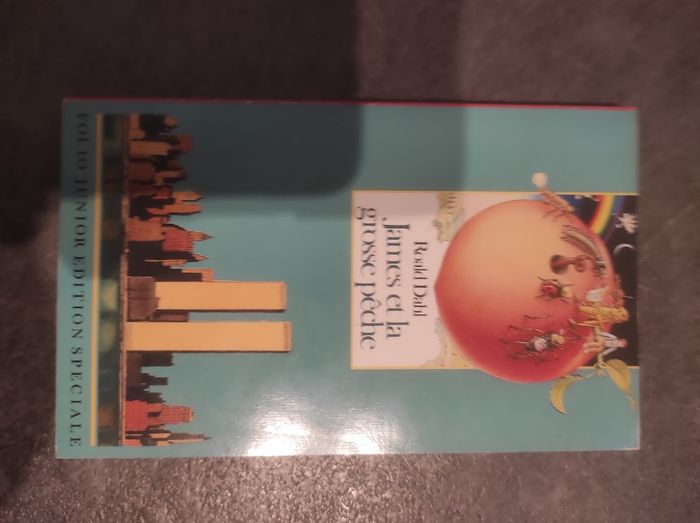 Roald Dahl
James et la
grosse pêche
FOLIO JUNIOR EDITION SPECIALE